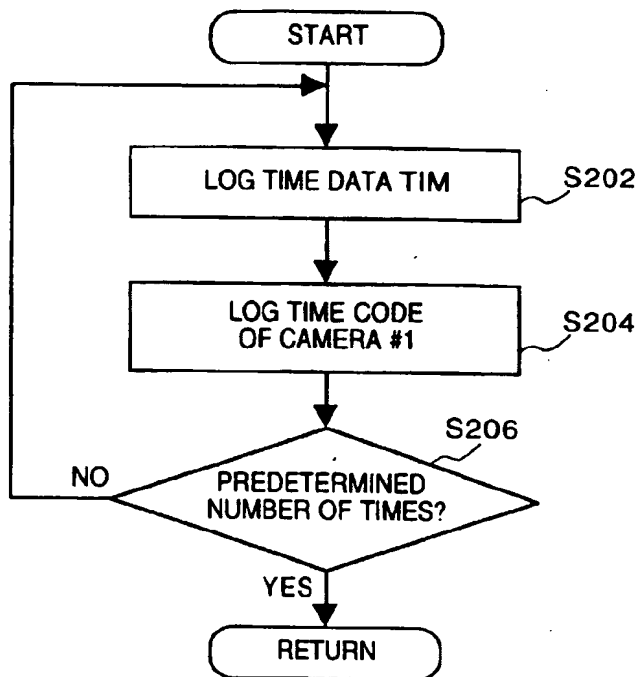 START
LOG TIME DATA TIM
S202
LOG TIME CODE
OF CAMERA #1
S204
S206
NO
PREDETERMINED
NUMBER OF TIMES?
YES
RETURN